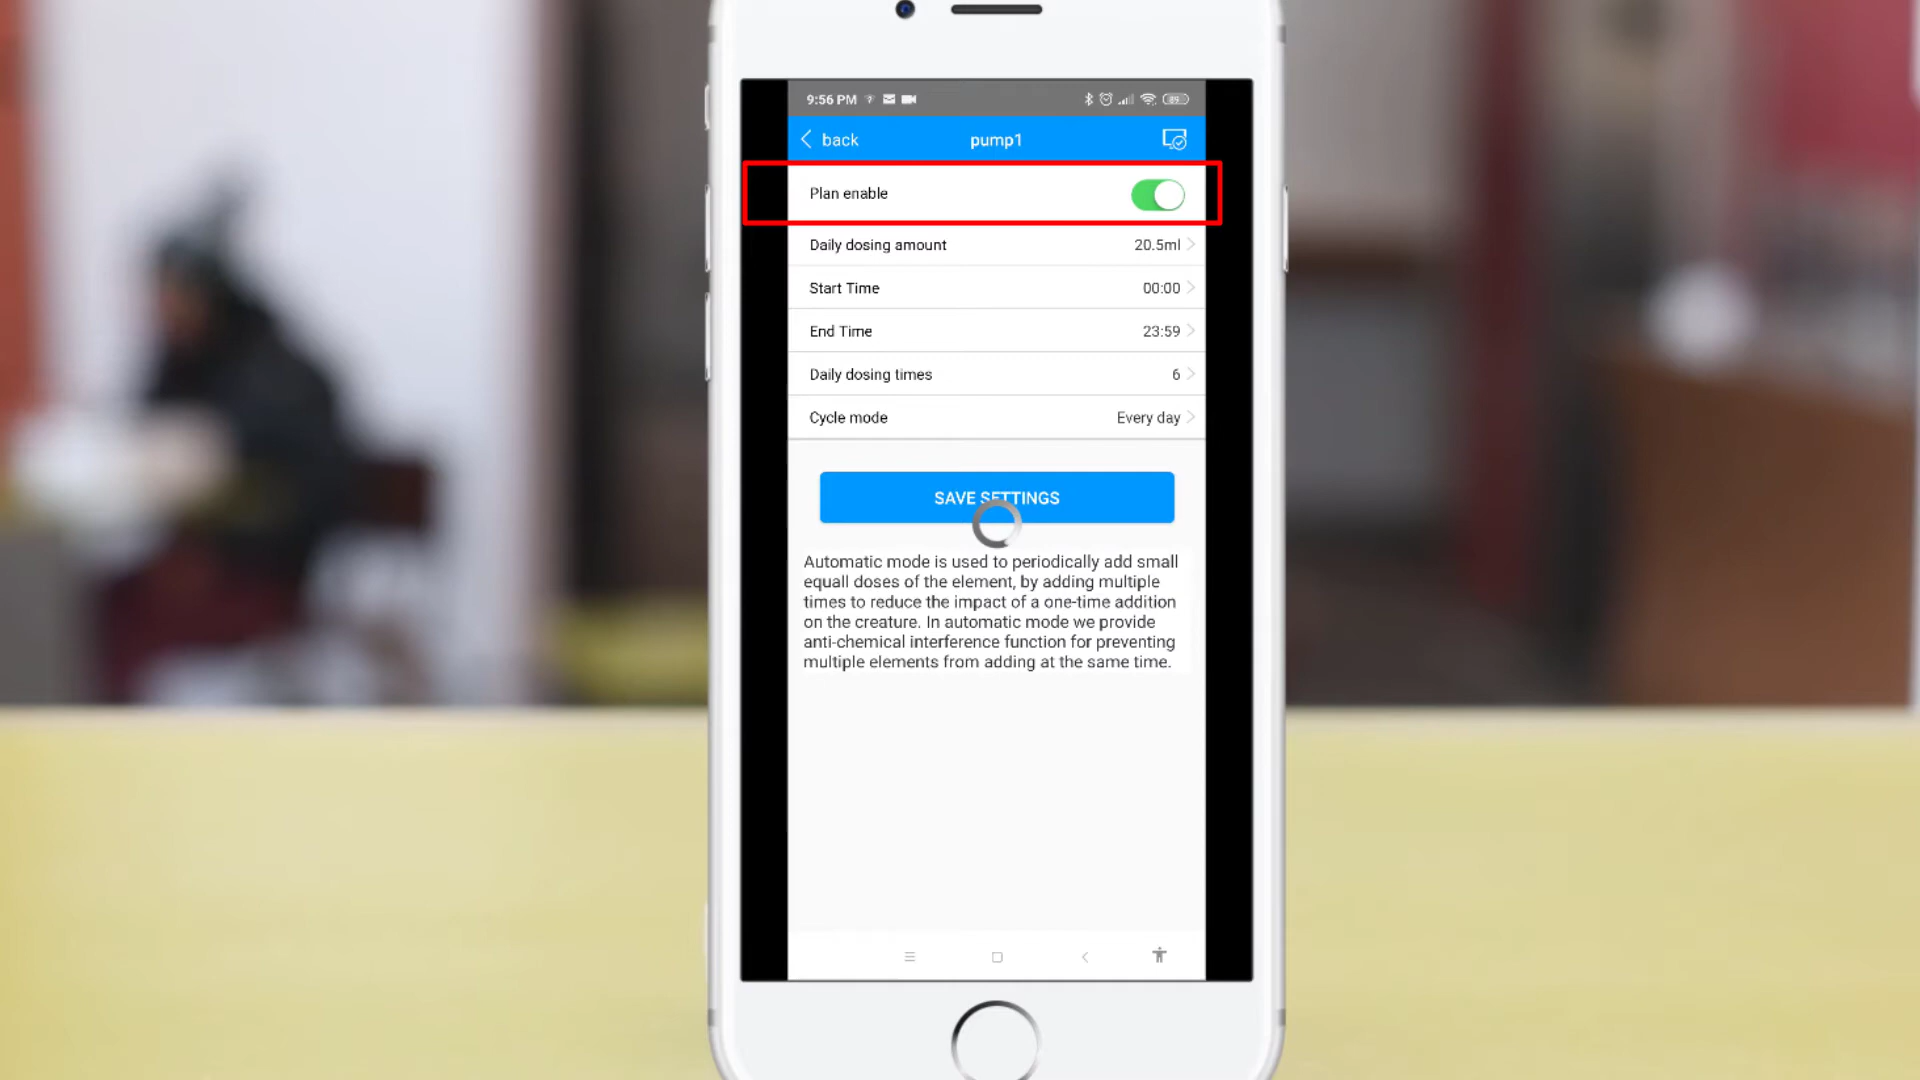 9:56 PM
back
pump1
Plan enable
Daily dosing amount 20.5ml
Start Time 00:00
End Time 23:59
Daily dosing times 6
Cycle mode Every day
SAVE SETTINGS
Automatic mode is used to periodically add small
equall doses of the element, by adding multiple
times to reduce the impact of a one-time addition
on the creature. In automatic mode we provide
anti-chemical interference function for preventing
multiple elements from adding at the same time.